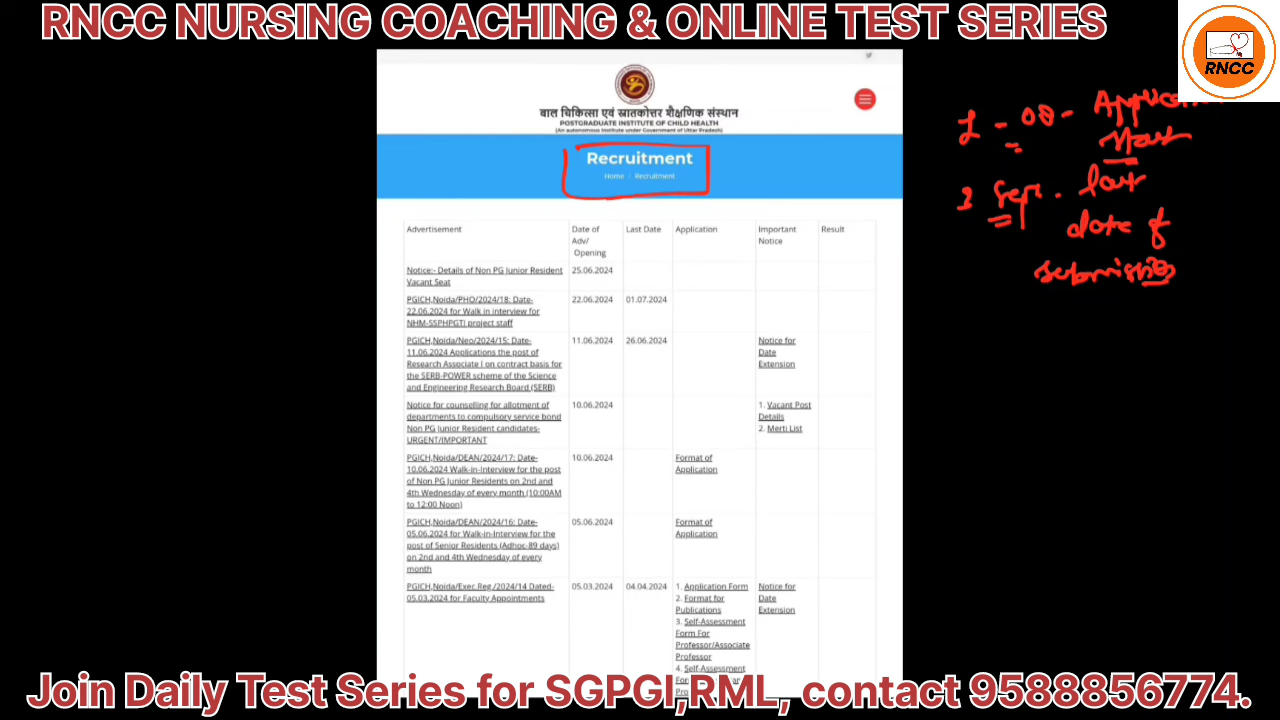 RNCC NURSING COACHING & ONLINE TEST SERIES
RNCC
बाल चिकित्सा एवं स्नातकोत्तर शैक्षणिक संस्थान
POSTGRADUATE INSTITUTE OF CHILD HEALTH
(An autonomous Institute under Government of Uttar Pradesh)
Recruitment
Home / Recruitment
Advertisement
Date of Adv/ Opening
Last Date
Application
Important Notice
Result
Notice:- Details of Non PG Junior Resident
Vacant Seat
25.06.2024
PGICH,Noida/PHO/2024/18: Date-
22.06.2024 for Walk in interview for
NHM-SSPHPGTI project staff
22.06.2024
01.07.2024
PGICH,Noida/Neo/2024/15: Date-
11.06.2024 Applications the post of
Research Associate I on contract basis for
the SERB-POWER scheme of the Science
and Engineering Research Board (SERB)
11.06.2024
26.06.2024
Notice for
Date
Extension
Notice for counselling for allotment of
departments to compulsory service bond
Non PG Junior Resident candidates-
URGENT/IMPORTANT
10.06.2024
1. Vacant Post
Details
2. Merti List
PGICH,Noida/DEAN/2024/17: Date-
10.06.2024 Walk-in-Interview for the post
of Non PG Junior Residents on 2nd and
4th Wednesday of every month (10:00AM
to 12:00 Noon)
10.06.2024
Format of
Application
PGICH,Noida/DEAN/2024/16: Date-
05.06.2024 for Walk-in-Interview for the
post of Senior Residents (Adhoc-89 days)
on 2nd and 4th Wednesday of every
month
05.06.2024
Format of
Application
PGICH,Noida/Exec.Reg./2024/14 Dated-
05.03.2024 for Faculty Appointments
05.03.2024
04.04.2024
1. Application Form
2. Format for
Publications
3. Self-Assessment
Form For
Professor/Associate
Professor
4. Self-Assessment
Notice for
Date
Extension
08 -
Start
Sept. last
date of
submission
Join Daily Test Series for SGPGI,RML, contact 9588856774.